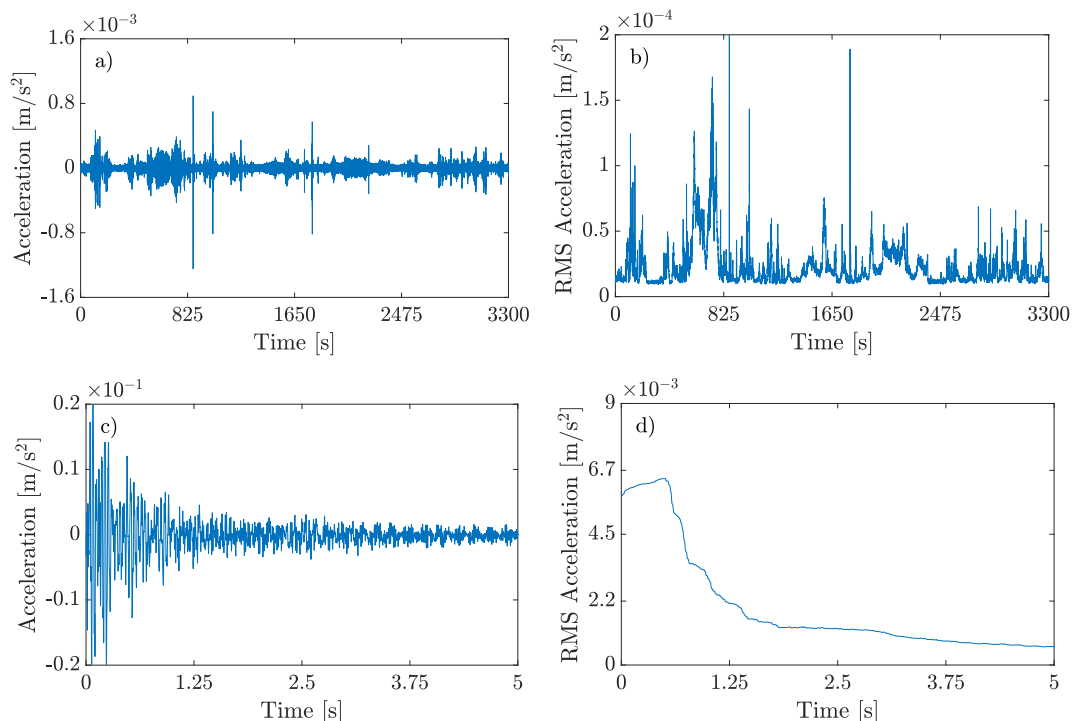 ×10⁻³
a)
1.6
0.8
0
-0.8
-1.6
Acceleration [m/s²]
0 825 1650 2475 3300
Time [s]
×10⁻⁴
b)
2
1.5
1
0.5
0
RMS Acceleration [m/s²]
0 825 1650 2475 3300
Time [s]
×10⁻¹
c)
0.2
0.1
0
-0.1
-0.2
Acceleration [m/s²]
0 1.25 2.5 3.75 5
Time [s]
×10⁻³
d)
9
6.7
4.5
2.2
0
RMS Acceleration [m/s²]
0 1.25 2.5 3.75 5
Time [s]